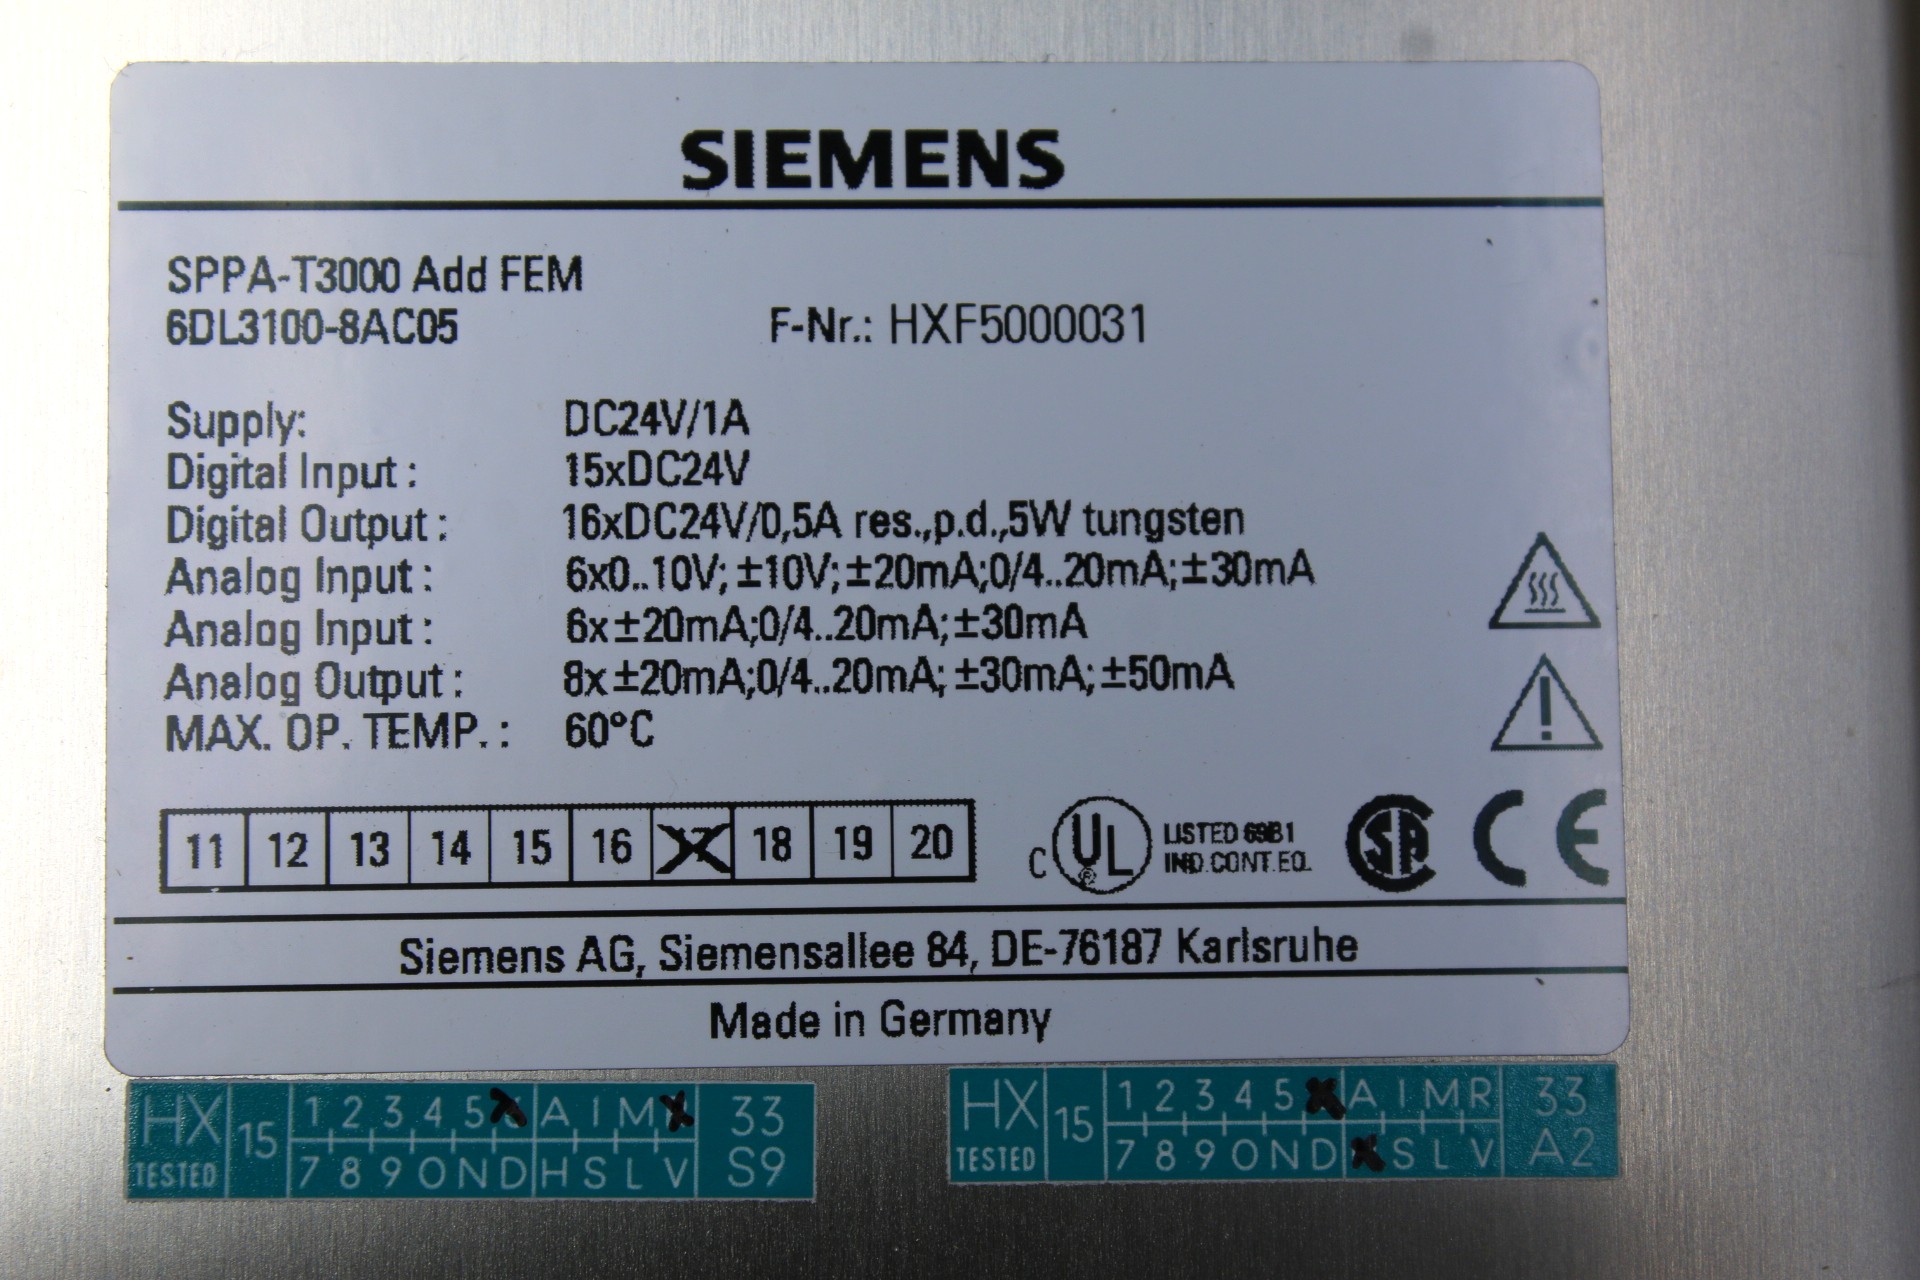 SIEMENS
SPPA-T3000 Add FEM
6DL3100-8AC05 F-Nr.: HXF5000031
Supply: DC24V/1A
Digital Input: 15xDC24V
Digital Output: 16xDC24V/0,5A res.,p.d.,5W tungsten
Analog Input: 6x0..10V; ±10V; ±20mA;0/4..20mA;±30mA
Analog Input: 6x±20mA;0/4..20mA;±30mA
Analog Output: 8x±20mA;0/4..20mA; ±30mA; ±50mA
MAX. OP. TEMP.: 60°C
11 12 13 14 15 16 17 18 19 20
C UL ® LISTED 69B1
IND.CONT.EQ.
SA CE
Siemens AG, Siemensallee 84, DE-76187 Karlsruhe
Made in Germany
HX TESTED 15
1 2 3 4 5 A I M 33
7 8 9 O N D H S L V S9
HX TESTED 15
1 2 3 4 5 A I M R 33
7 8 9 O N D S L V A2